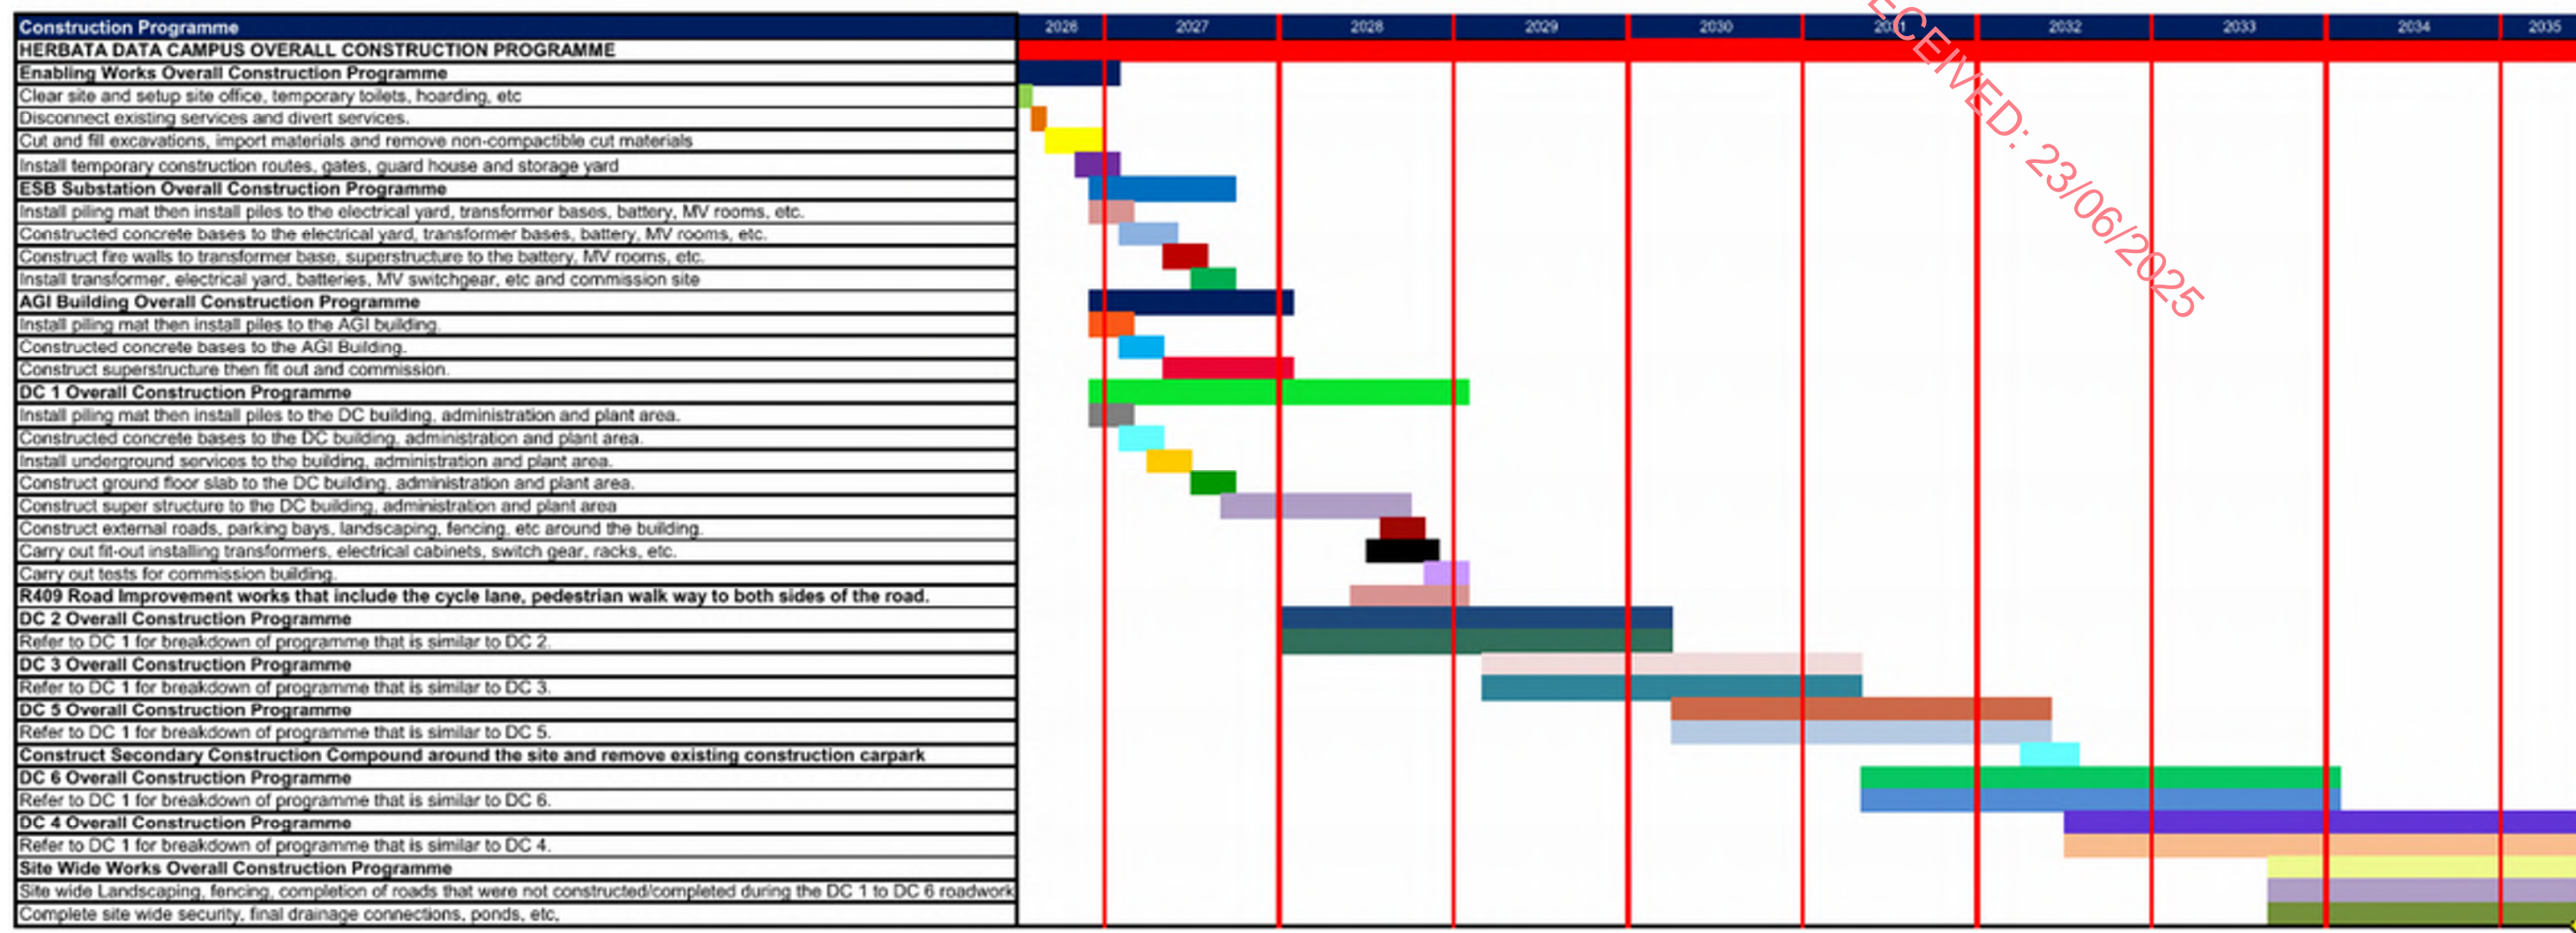 Construction Programme 2026 2027 2028 2029 2030 2031 2032 2033 2034 2035
HERBATA DATA CAMPUS OVERALL CONSTRUCTION PROGRAMME
Enabling Works Overall Construction Programme
Clear site and setup site office, temporary toilets, hoarding, etc
Disconnect existing services and divert services.
Cut and fill excavations, import materials and remove non-compactible cut materials
Install temporary construction routes, gates, guard house and storage yard
ESB Substation Overall Construction Programme
Install piling mat then install piles to the electrical yard, transformer bases, battery, MV rooms, etc.
Constructed concrete bases to the electrical yard, transformer bases, battery, MV rooms, etc.
Construct fire walls to transformer base, superstructure to the battery, MV rooms, etc.
Install transformer, electrical yard, batteries, MV switchgear, etc and commission site
AGI Building Overall Construction Programme
Install piling mat then install piles to the AGI building.
Constructed concrete bases to the AGI Building.
Construct superstructure then fit out and commission.
DC 1 Overall Construction Programme
Install piling mat then install piles to the DC building, administration and plant area.
Constructed concrete bases to the DC building, administration and plant area.
Install underground services to the building, administration and plant area.
Construct ground floor slab to the DC building, administration and plant area.
Construct super structure to the DC building, administration and plant area
Construct external roads, parking bays, landscaping, fencing, etc around the building.
Carry out fit-out installing transformers, electrical cabinets, switch gear, racks, etc.
Carry out tests for commission building.
R409 Road Improvement works that include the cycle lane, pedestrian walk way to both sides of the road.
DC 2 Overall Construction Programme
Refer to DC 1 for breakdown of programme that is similar to DC 2.
DC 3 Overall Construction Programme
Refer to DC 1 for breakdown of programme that is similar to DC 3.
DC 5 Overall Construction Programme
Refer to DC 1 for breakdown of programme that is similar to DC 5.
Construct Secondary Construction Compound around the site and remove existing construction carpark
DC 6 Overall Construction Programme
Refer to DC 1 for breakdown of programme that is similar to DC 6.
DC 4 Overall Construction Programme
Refer to DC 1 for breakdown of programme that is similar to DC 4.
Site Wide Works Overall Construction Programme
Site wide Landscaping, fencing, completion of roads that were not constructed/completed during the DC 1 to DC 6 roadwork
Complete site wide security, final drainage connections, ponds, etc,
ECEIVED: 23/06/2025